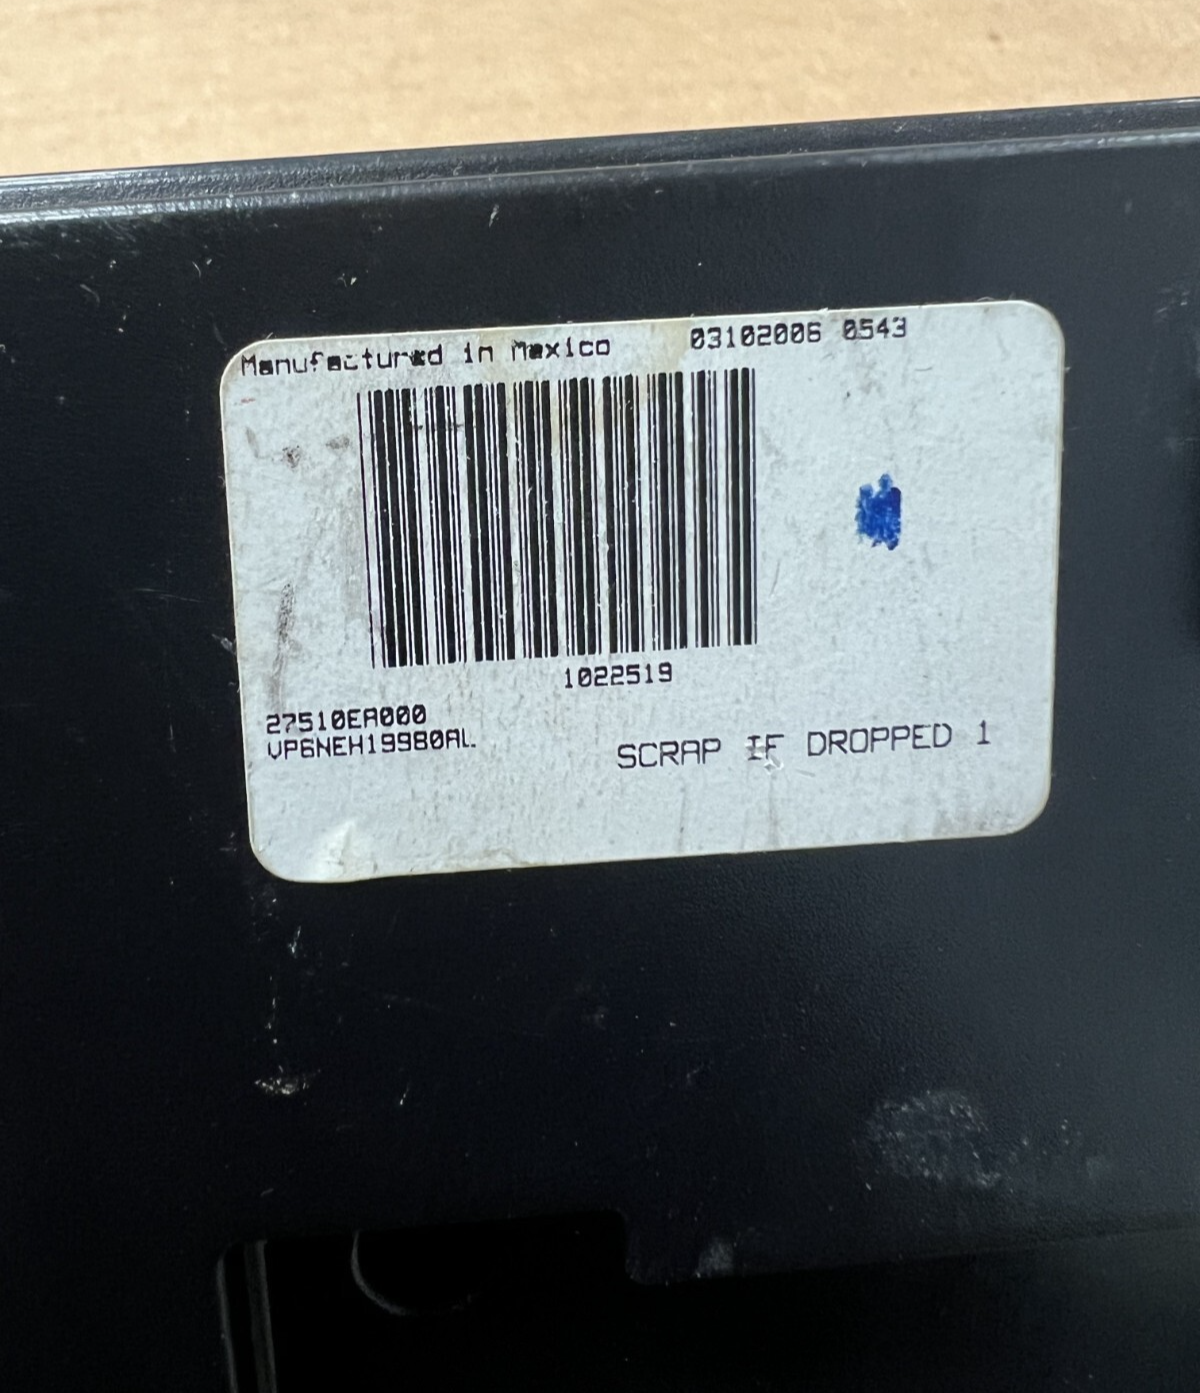 Manufactured in Mexico 03102006 0543
1022519
27510EA000
VP6NEH19980AL
SCRAP IF DROPPED 1